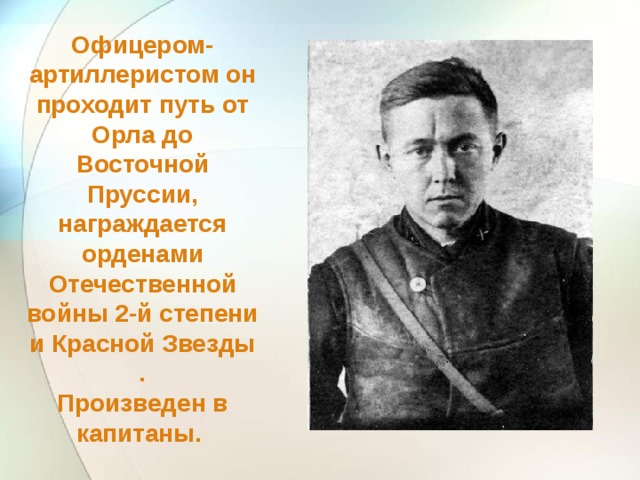 Офицером-
артиллеристом он
проходит путь от
Орла до
Восточной
Пруссии,
награждается
орденами
Отечественной
войны 2-й степени
и Красной Звезды
.
Произведен в
капитаны.